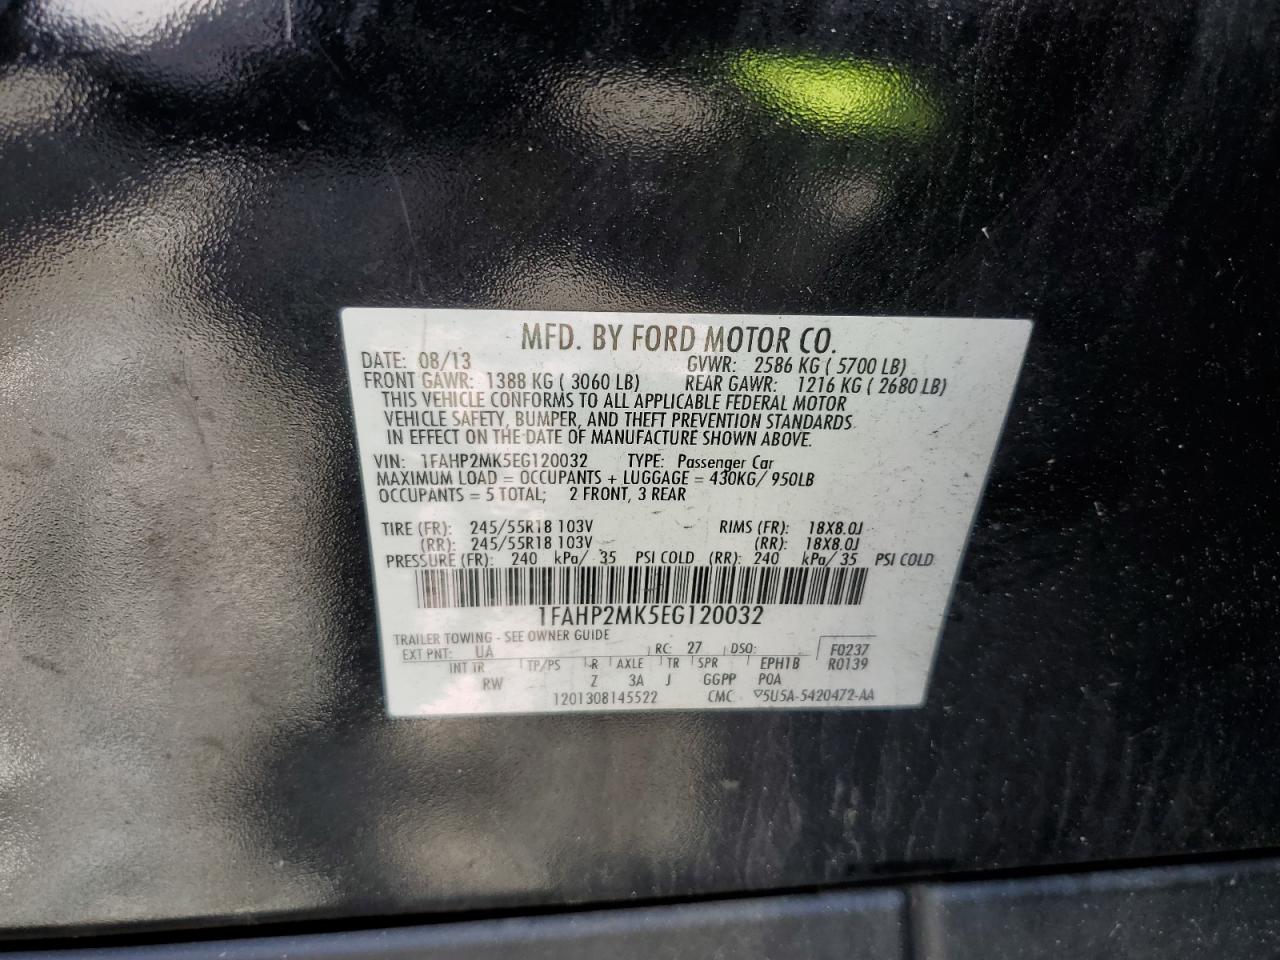 MFD. BY FORD MOTOR CO.
DATE: 08/13 GVWR: 2586 KG ( 5700 LB)
FRONT GAWR: 1388 KG ( 3060 LB) REAR GAWR: 1216 KG ( 2680 LB)
THIS VEHICLE CONFORMS TO ALL APPLICABLE FEDERAL MOTOR
VEHICLE SAFETY, BUMPER, AND THEFT PREVENTION STANDARDS
IN EFFECT ON THE DATE OF MANUFACTURE SHOWN ABOVE.
VIN: 1FAHP2MK5EG120032 TYPE: Passenger Car
MAXIMUM LOAD = OCCUPANTS + LUGGAGE = 430KG/ 950LB
OCCUPANTS = 5 TOTAL; 2 FRONT, 3 REAR
TIRE (FR): 245/55R18 103V RIMS (FR): 18X8.0J
(RR): 245/55R18 103V (RR): 18X8.0J
PRESSURE (FR): 240 kPa/ 35 PSI COLD (RR): 240 kPa/ 35 PSI COLD
1FAHP2MK5EG120032
TRAILER TOWING - SEE OWNER GUIDE
EXT PNT: UA RC: 27 DSO: F0237
INT TR TP/PS R AXLE TR SPR EPH1B R0139
RW Z 3A J GGPP POA
1201308145522 CMC ▽5U5A-5420472-AA